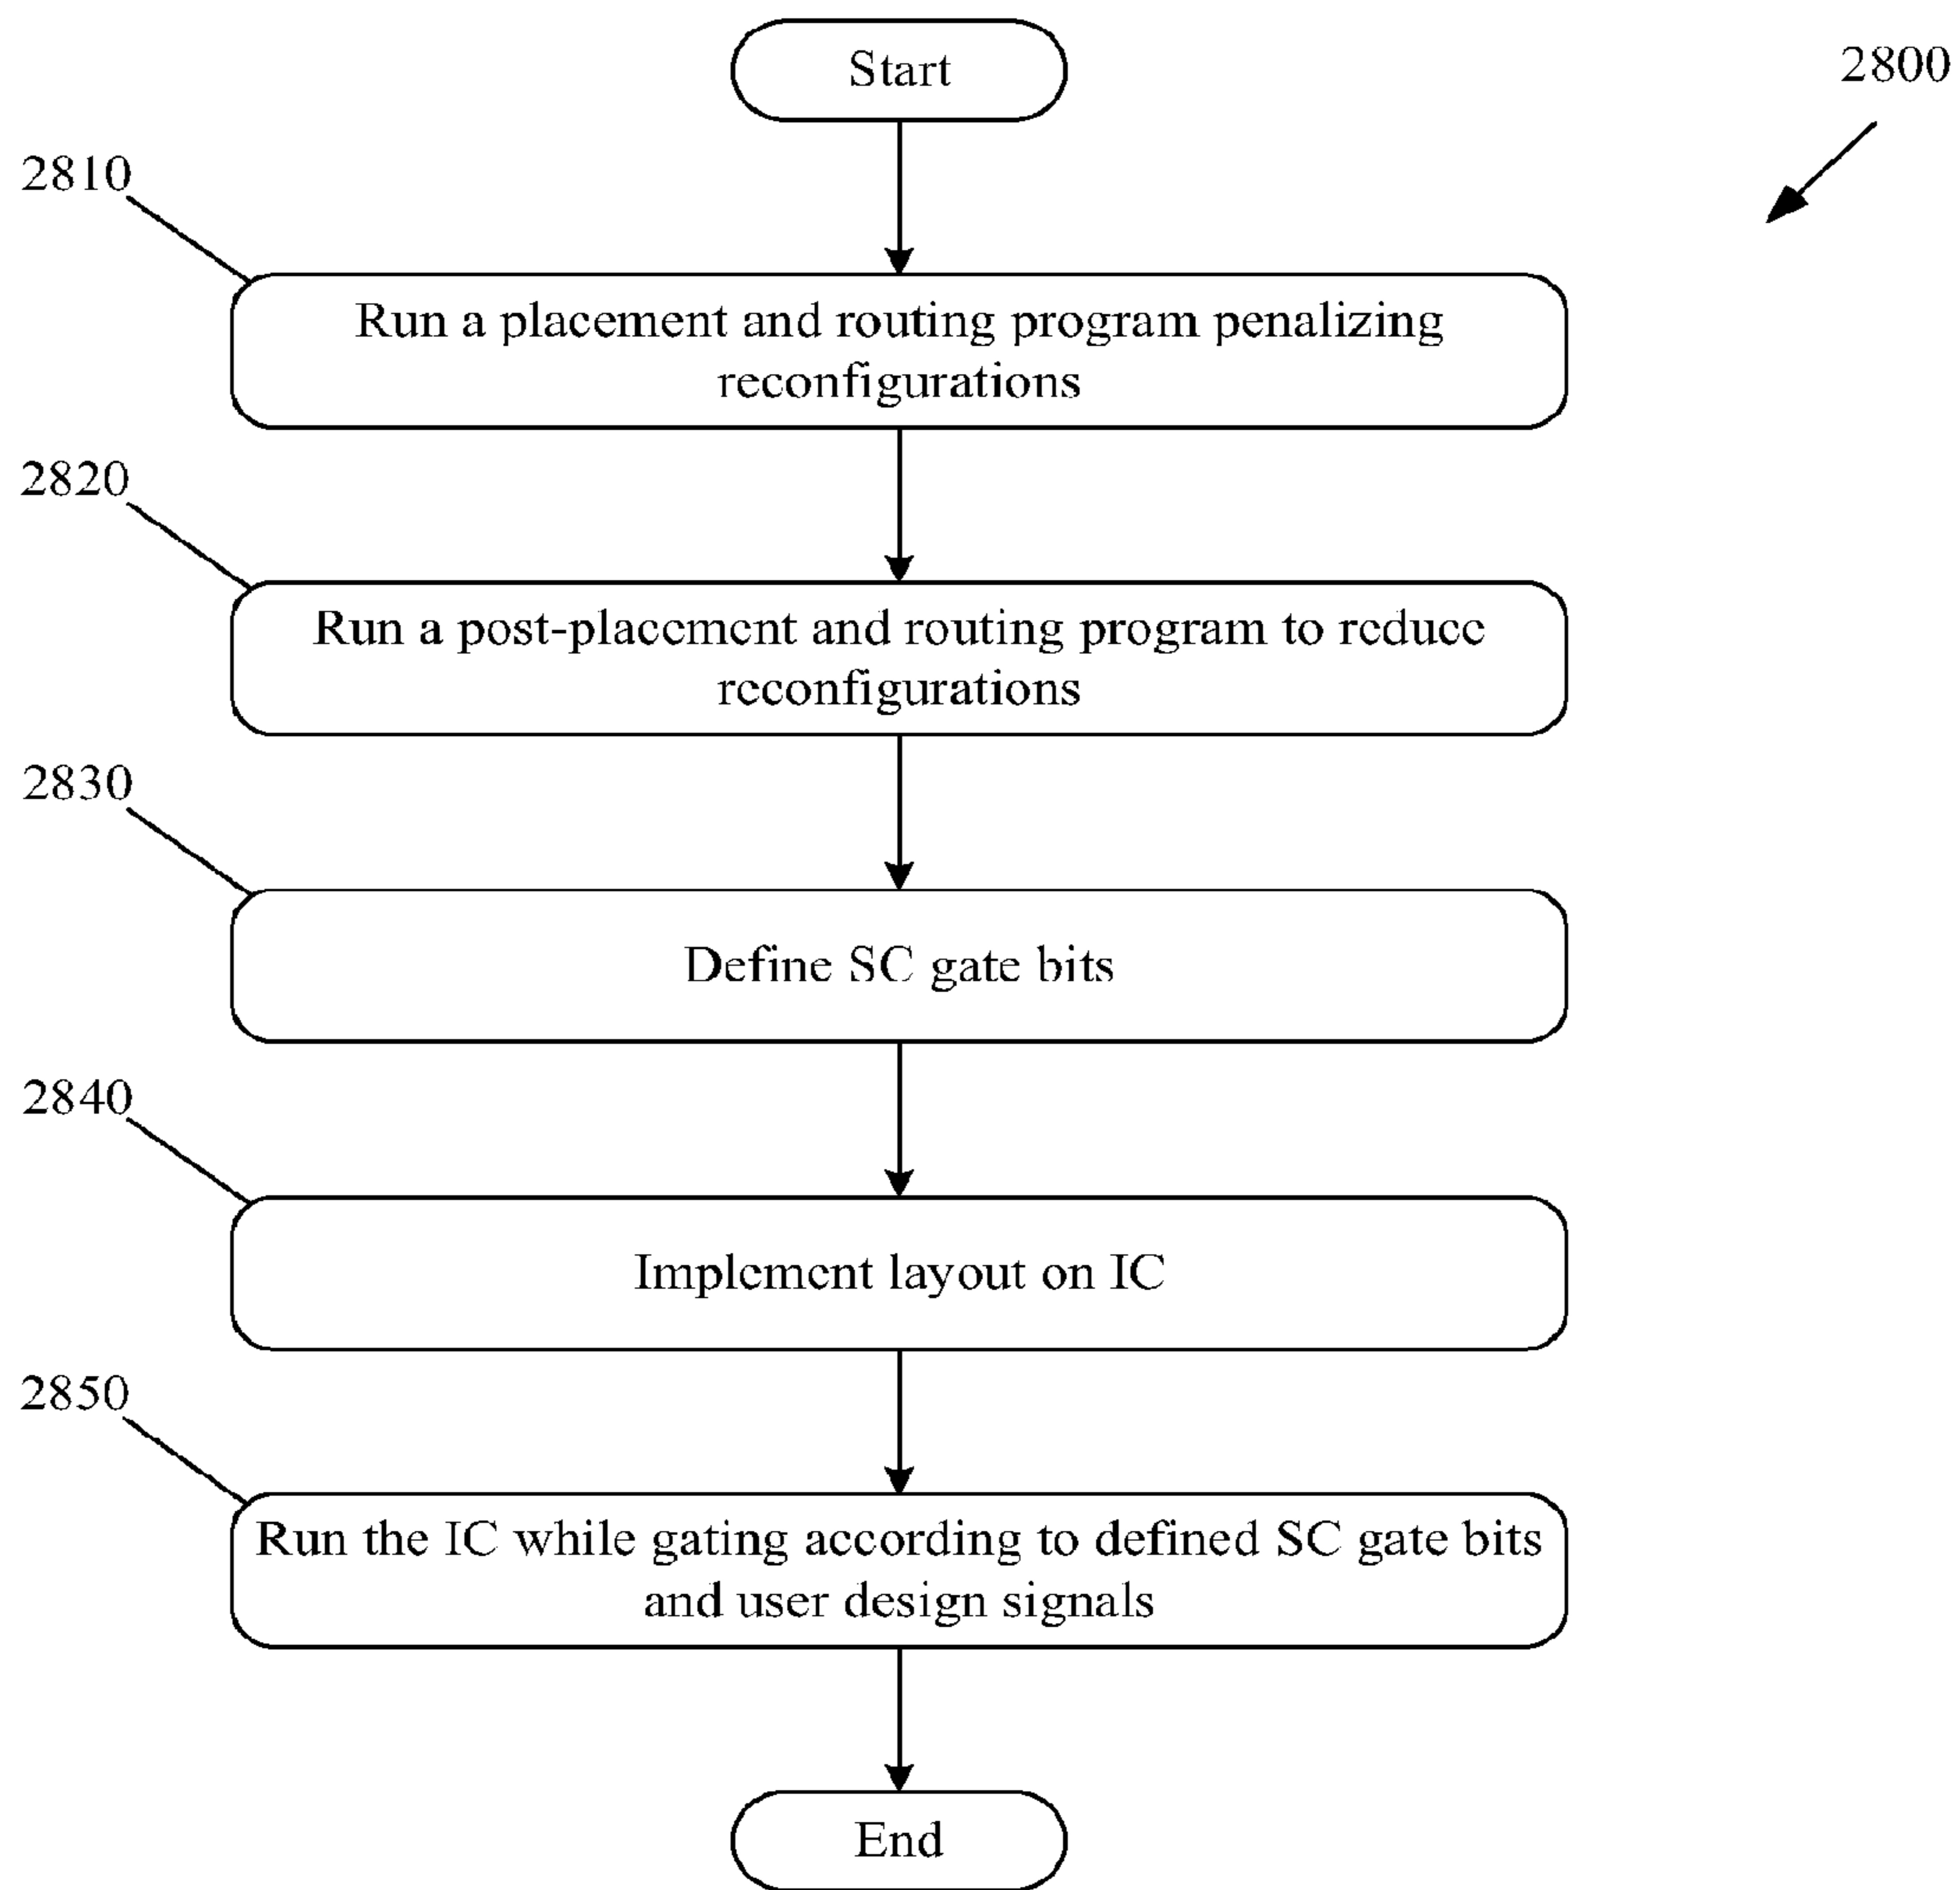 Start
2800
2810
Run a placement and routing program penalizing
reconfigurations
2820
Run a post-placement and routing program to reduce
reconfigurations
2830
Define SC gate bits
2840
Implement layout on IC
2850
Run the IC while gating according to defined SC gate bits
and user design signals
End